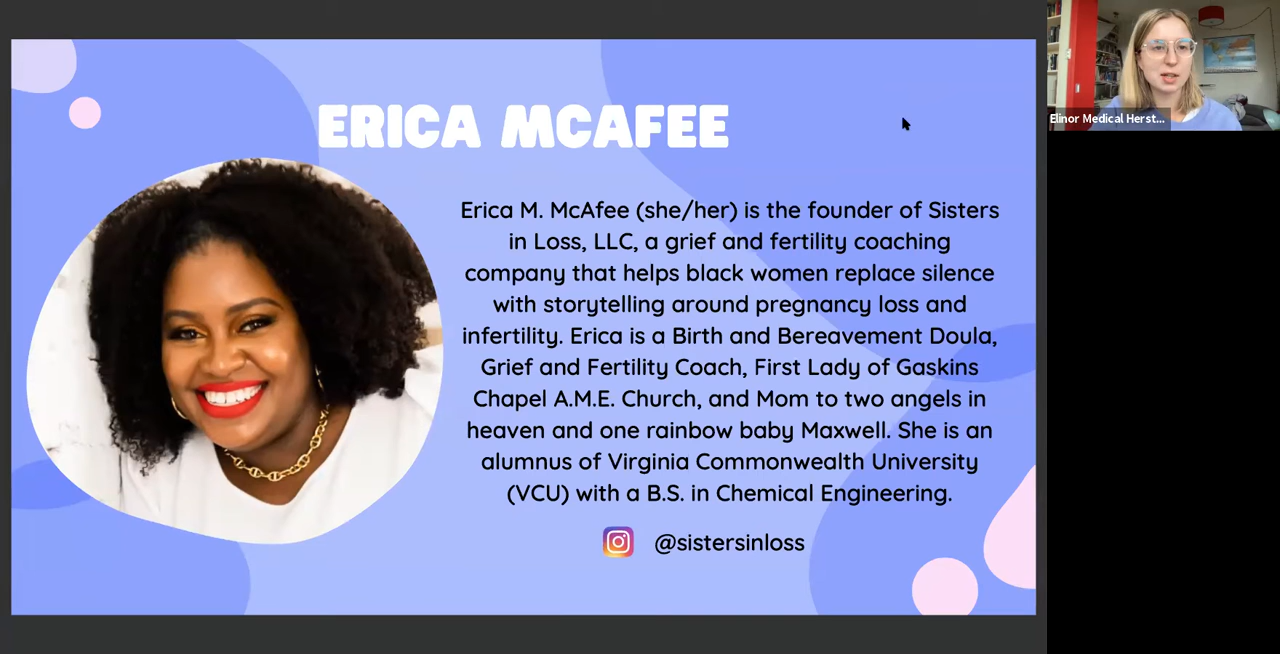 ERICA MCAFEE
Erica M. McAfee (she/her) is the founder of Sisters
in Loss, LLC, a grief and fertility coaching
company that helps black women replace silence
with storytelling around pregnancy loss and
infertility. Erica is a Birth and Bereavement Doula,
Grief and Fertility Coach, First Lady of Gaskins
Chapel A.M.E. Church, and Mom to two angels in
heaven and one rainbow baby Maxwell. She is an
alumnus of Virginia Commonwealth University
(VCU) with a B.S. in Chemical Engineering.
@sistersinloss
Elinor Medical Herst...